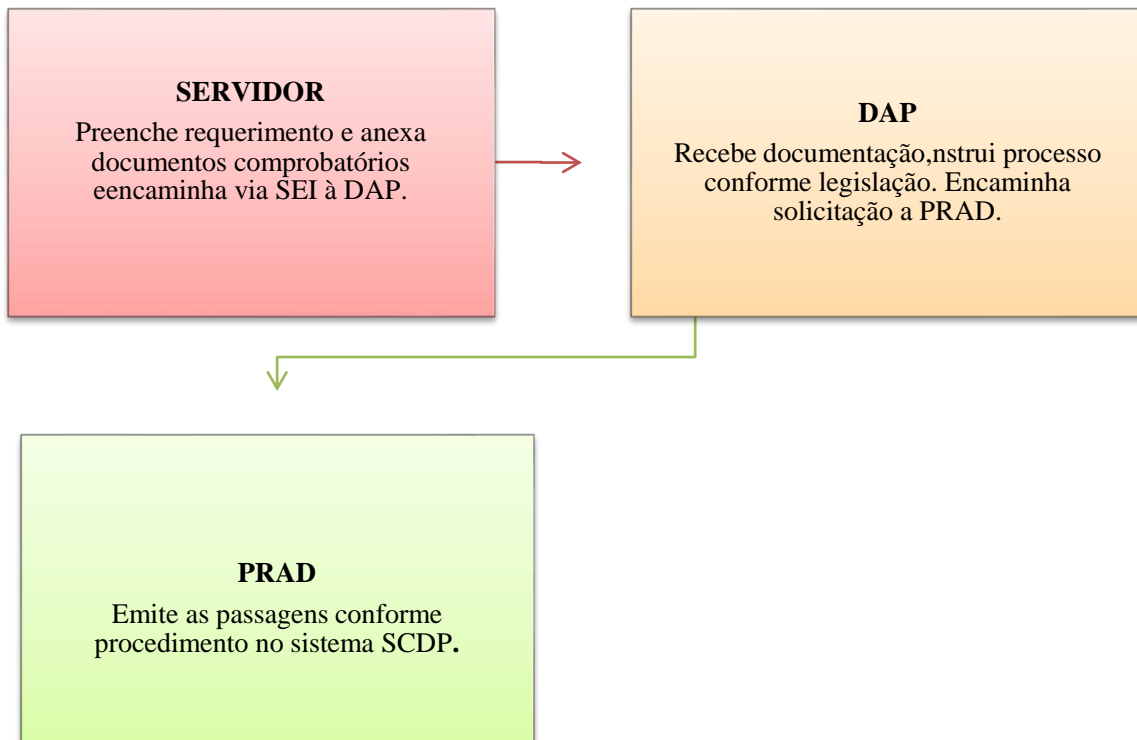 SERVIDOR
Preenche requerimento e anexa
documentos comprobatórios
eencaminha via SEI à DAP.
DAP
Recebe documentação,nstrui processo
conforme legislação. Encaminha
solicitação a PRAD.
PRAD
Emite as passagens conforme
procedimento no sistema SCDP.